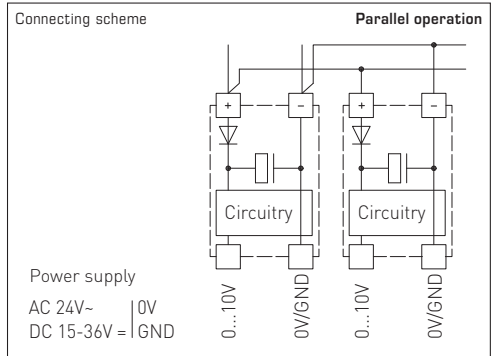 Connecting scheme
Parallel operation
+ − + −
Circuitry
Circuitry
Power supply
AC 24V~ 0V
DC 15-36V = GND
0...10V
0V/GND
0...10V
0V/GND